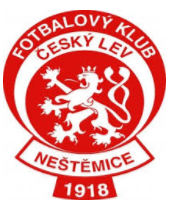 FOTBALOVÝ KLUB
ČESKÝ LEV
NEŠTĚMICE
1918